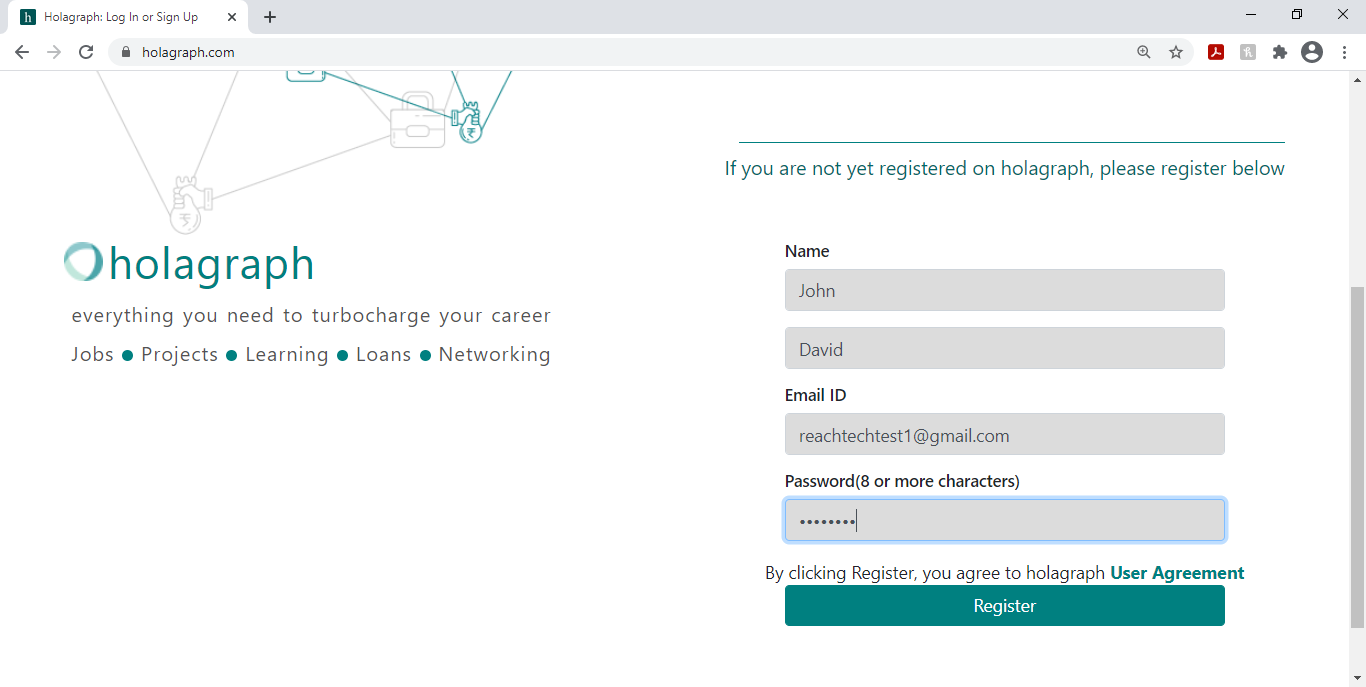 Holagraph: Log In or Sign Up
holagraph.com
If you are not yet registered on holagraph, please register below
holagraph
everything you need to turbocharge your career
Jobs ● Projects ● Learning ● Loans ● Networking
Name
John
David
Email ID
reachtechtest1@gmail.com
Password(8 or more characters)
••••••••
By clicking Register, you agree to holagraph User Agreement
Register